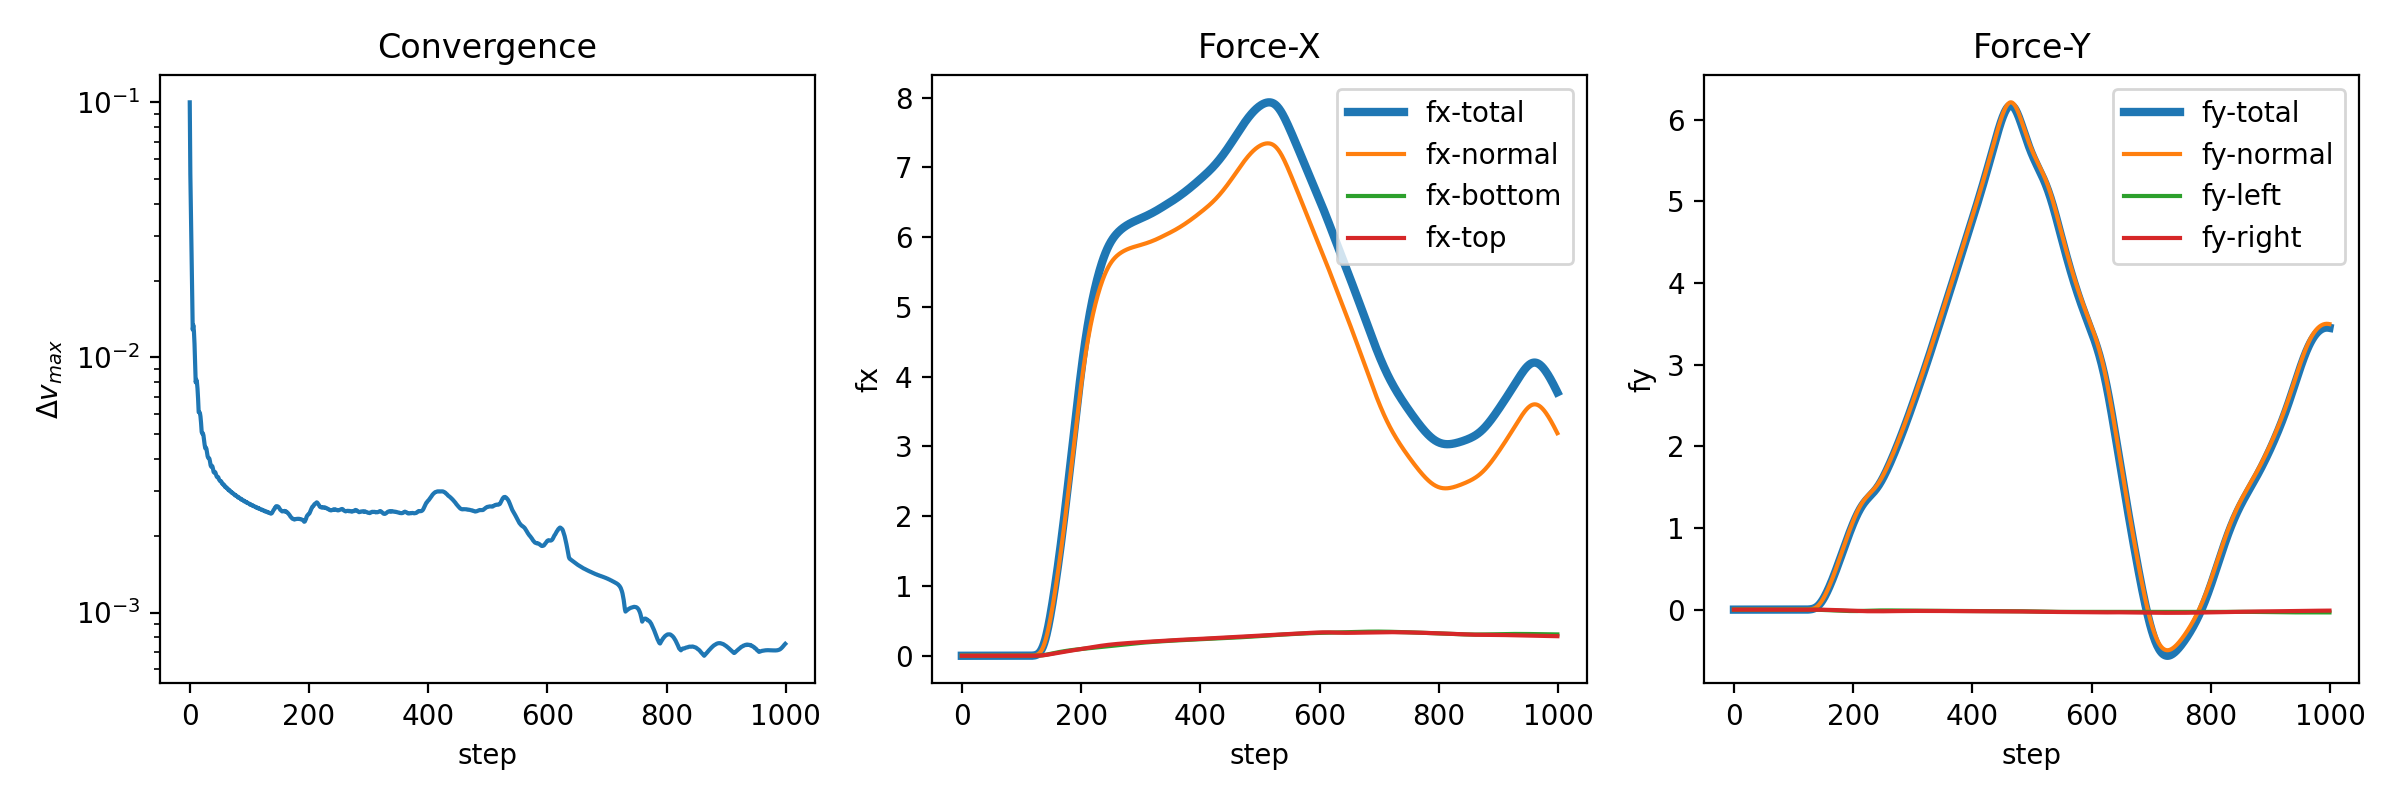 Convergence
10⁻¹
10⁻²
10⁻³
Δv_max
0 200 400 600 800 1000
step
Force-X
8
7
6
5
4
3
2
1
0
fx
fx-total
fx-normal
fx-bottom
fx-top
0 200 400 600 800 1000
step
Force-Y
6
5
4
3
2
1
0
fy
fy-total
fy-normal
fy-left
fy-right
0 200 400 600 800 1000
step